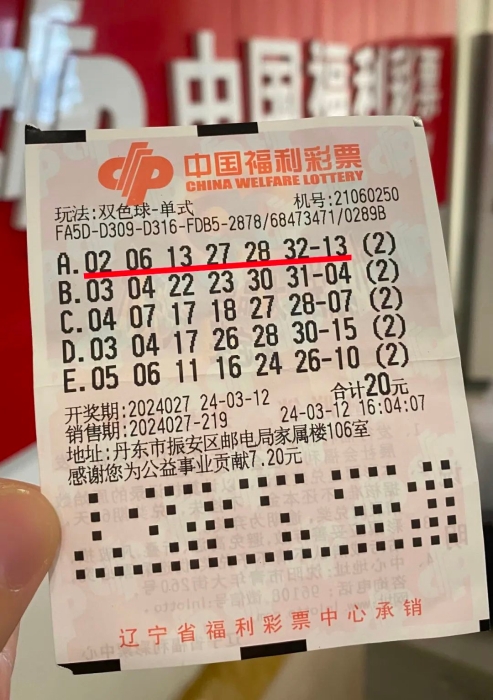 中国福利彩票
中国福利彩票
CHINA WELFARE LOTTERY
玩法:双色球-单式 机号:21060250
FA5D-D309-D316-FDB5-2878/68473471/0289B
A.02 06 13 27 28 32-13 (2)
B.03 04 22 23 30 31-04 (2)
C.04 07 17 18 27 28-07 (2)
D.03 04 17 26 28 30-15 (2)
E.05 06 11 16 24 26-10 (2)
开奖期:2024027 24-03-12 合计20元
销售期:2024027-219 24-03-12 16:04:07
地址:丹东市振安区邮电局家属楼106室
感谢您为公益事业贡献7.20元
辽宁省福利彩票中心承销